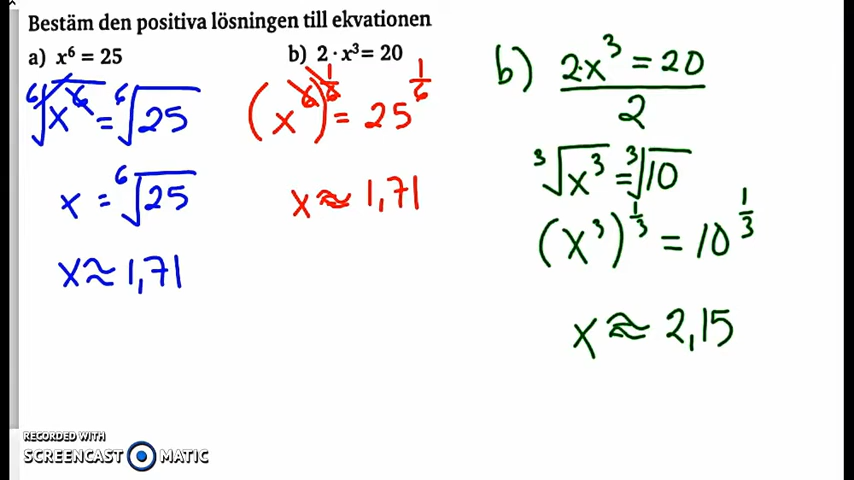 Bestäm den positiva lösningen till ekvationen
a) x⁶ = 25
b) 2 · x³= 20
⁶√x⁶ = ⁶√25
x = ⁶√25
x ≈ 1,71
(x⁶)^(1/6) = 25^(1/6)
x ≈ 1,71
b) 2·x³ = 20
2
³√x³ = ³√10
(x³)^(1/3) = 10^(1/3)
x ≈ 2,15
RECORDED WITH
SCREENCAST MATIC